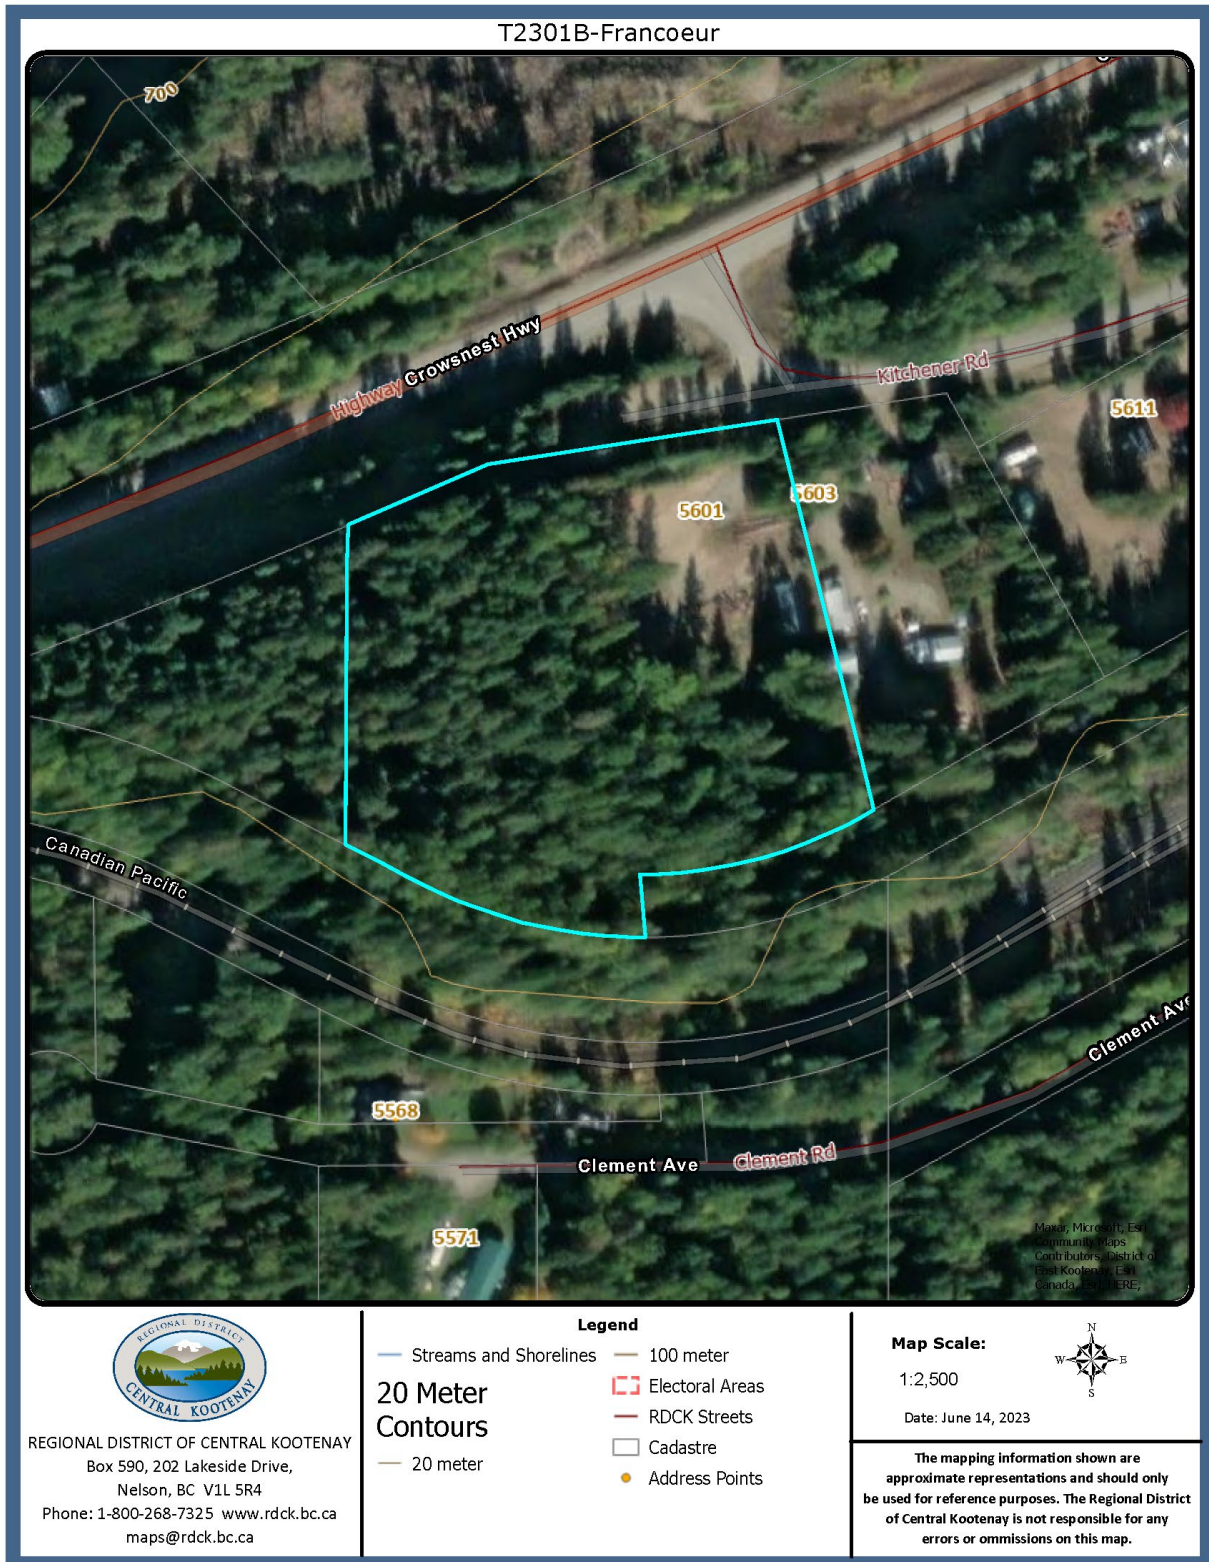 T2301B-Francoeur
700
Highway
Crowsnest Hwy
Kitchener Rd
5611
5601
5603
Canadian Pacific
Clement Ave
5568
Clement Ave
Clement Rd
5571
Maxar, Microsoft, Esri
Community Maps
Contributors, District of
East Kootenay, Esri
Canada, Esri, HERE,
REGIONAL DISTRICT
CENTRAL KOOTENAY
REGIONAL DISTRICT OF CENTRAL KOOTENAY
Box 590, 202 Lakeside Drive,
Nelson, BC V1L 5R4
Phone: 1-800-268-7325 www.rdck.bc.ca
maps@rdck.bc.ca
Legend
Streams and Shorelines
20 Meter
Contours
20 meter
100 meter
Electoral Areas
RDCK Streets
Cadastre
Address Points
Map Scale:
1:2,500
N
W E
S
Date: June 14, 2023
The mapping information shown are
approximate representations and should only
be used for reference purposes. The Regional District
of Central Kootenay is not responsible for any
errors or ommissions on this map.